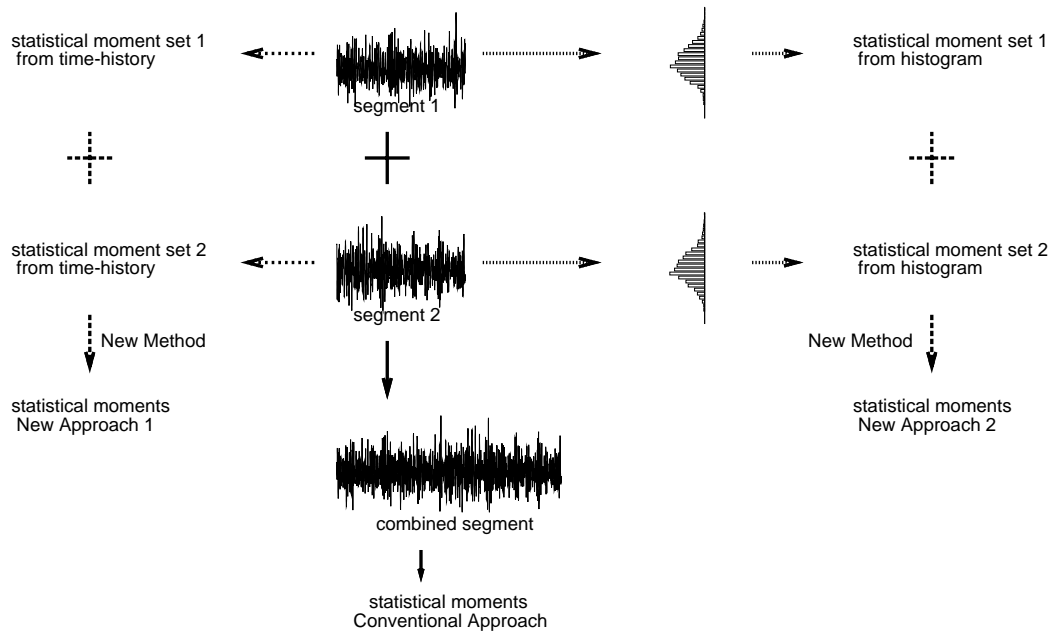 statistical moment set 1
from time-history
segment 1
statistical moment set 1
from histogram
statistical moment set 2
from time-history
segment 2
statistical moment set 2
from histogram
New Method
New Method
statistical moments
New Approach 1
statistical moments
New Approach 2
combined segment
statistical moments
Conventional Approach